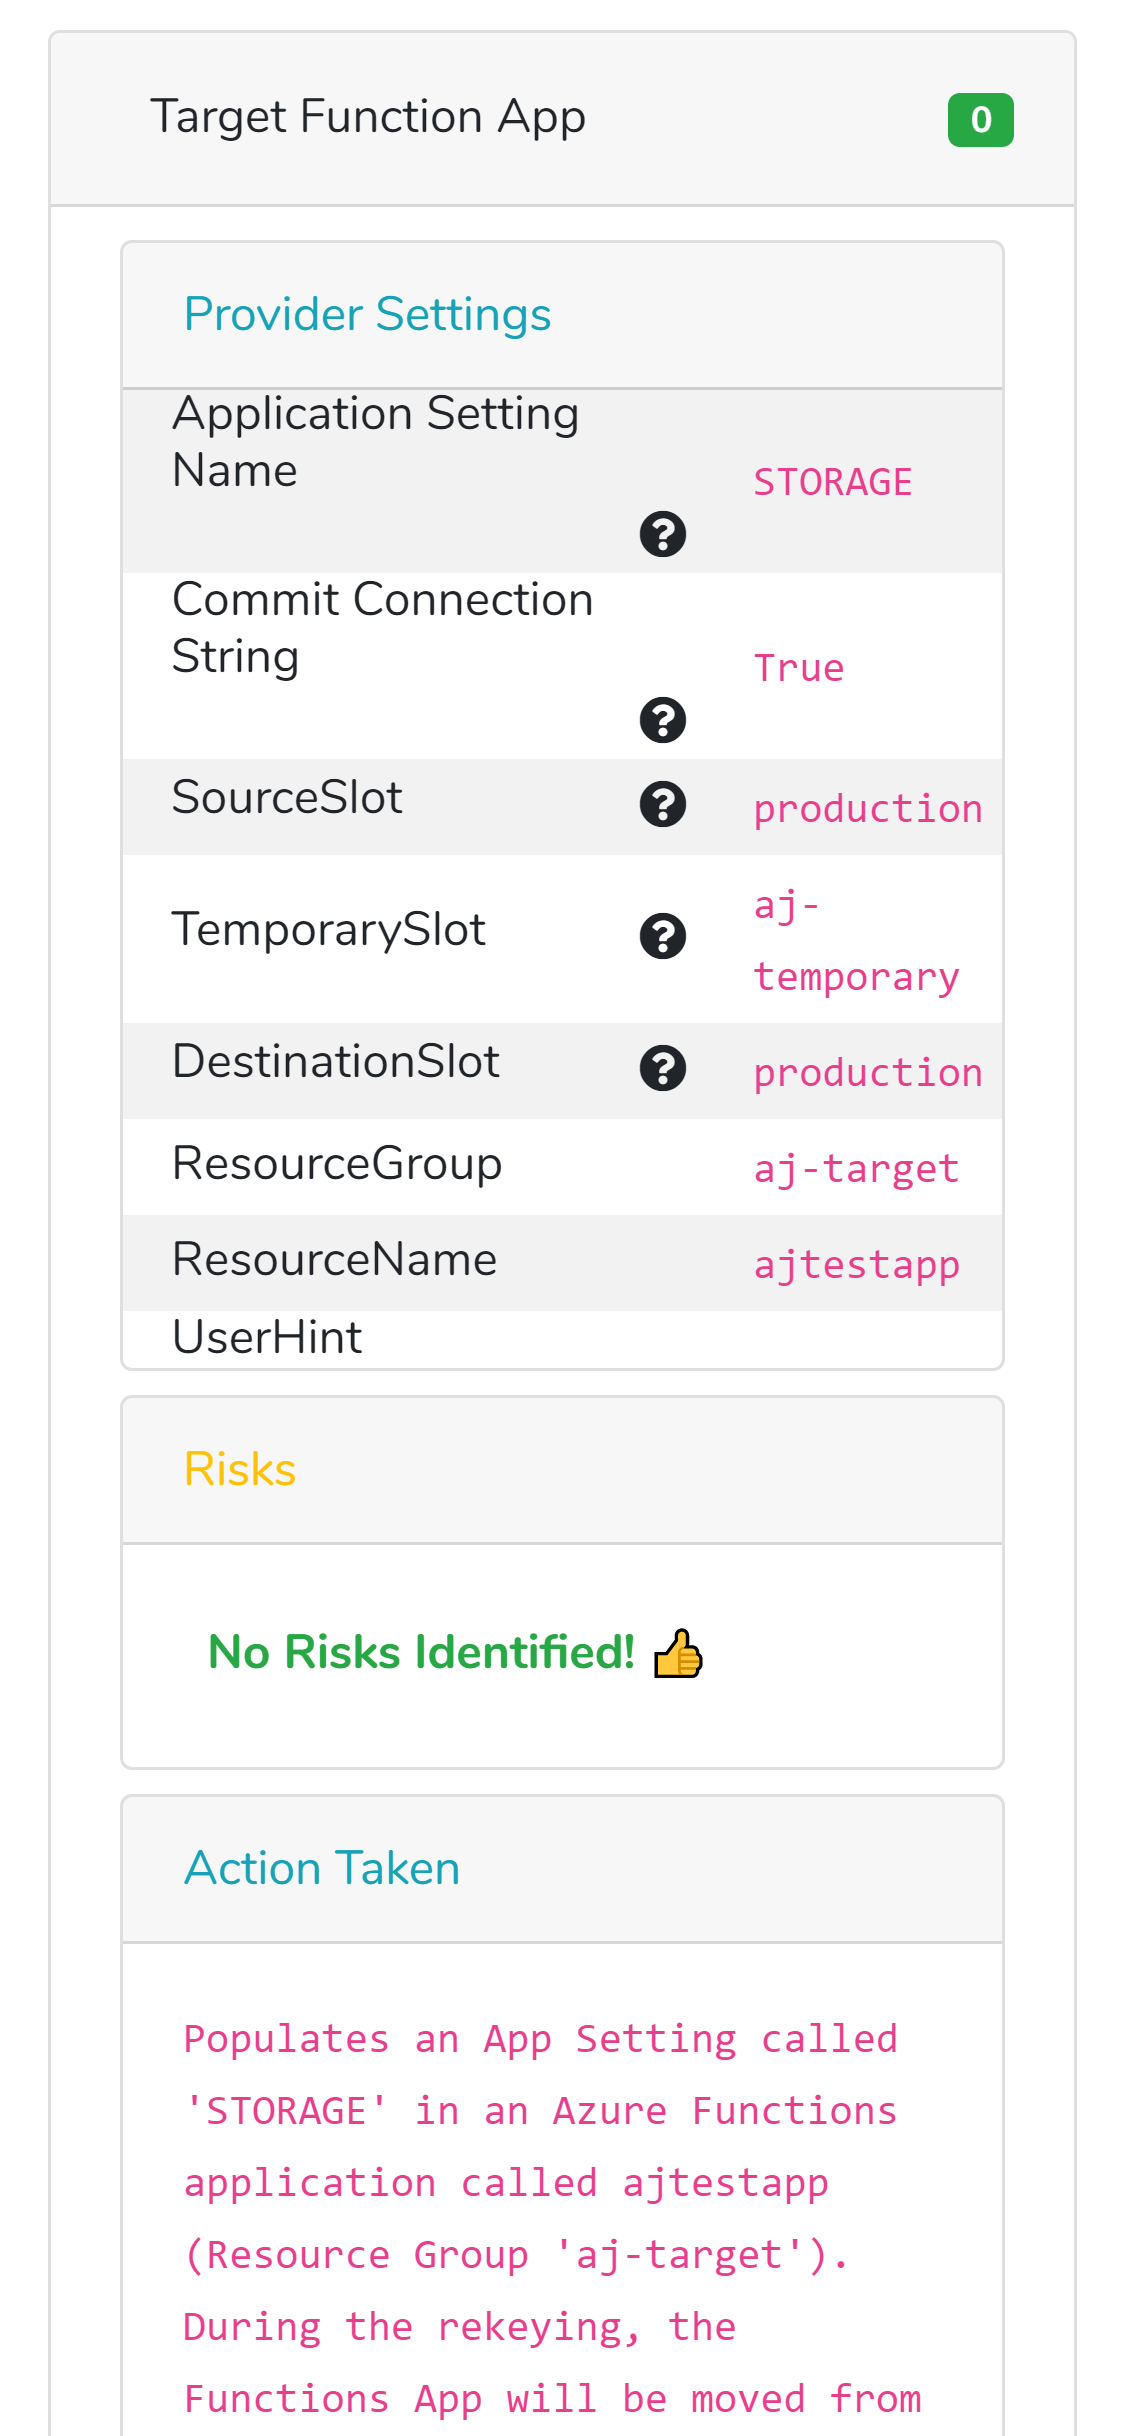 Target Function App
0
Provider Settings
Application Setting
Name
STORAGE
Commit Connection
String
True
SourceSlot
production
TemporarySlot
aj-
temporary
DestinationSlot
production
ResourceGroup
aj-target
ResourceName
ajtestapp
UserHint
Risks
No Risks Identified! 👍
Action Taken
Populates an App Setting called
'STORAGE' in an Azure Functions
application called ajtestapp
(Resource Group 'aj-target').
During the rekeying, the
Functions App will be moved from